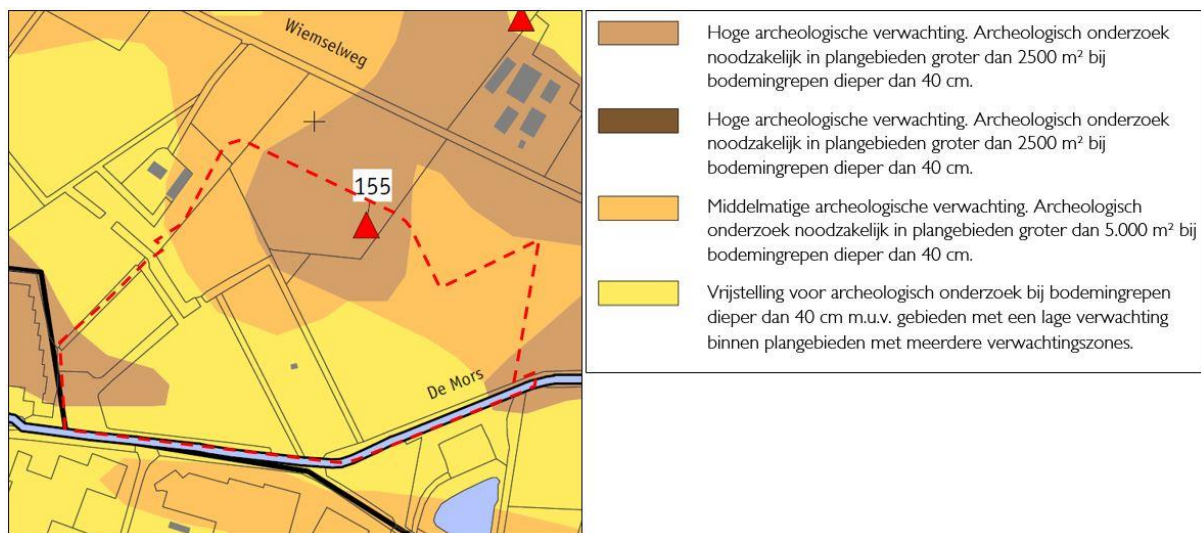 Wiemselweg
155
De Mors
Hoge archeologische verwachting. Archeologisch onderzoek
noodzakelijk in plangebieden groter dan 2500 m² bij
bodemingrepen dieper dan 40 cm.
Hoge archeologische verwachting. Archeologisch onderzoek
noodzakelijk in plangebieden groter dan 2500 m² bij
bodemingrepen dieper dan 40 cm.
Middelmatige archeologische verwachting. Archeologisch
onderzoek noodzakelijk in plangebieden groter dan 5.000 m² bij
bodemingrepen dieper dan 40 cm.
Vrijstelling voor archeologisch onderzoek bij bodemingrepen
dieper dan 40 cm m.u.v. gebieden met een lage verwachting
binnen plangebieden met meerdere verwachtingszones.